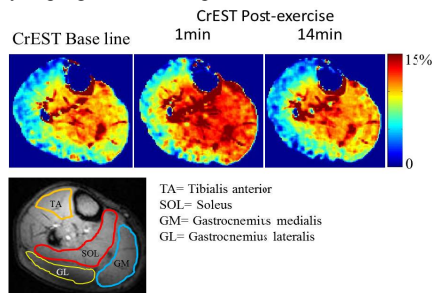 CrEST Post-exercise
CrEST Base line 1min 14min
15%
0
TA
SOL
GM
GL
TA= Tibialis anterior
SOL= Soleus
GM= Gastrocnemius medialis
GL= Gastrocnemius lateralis